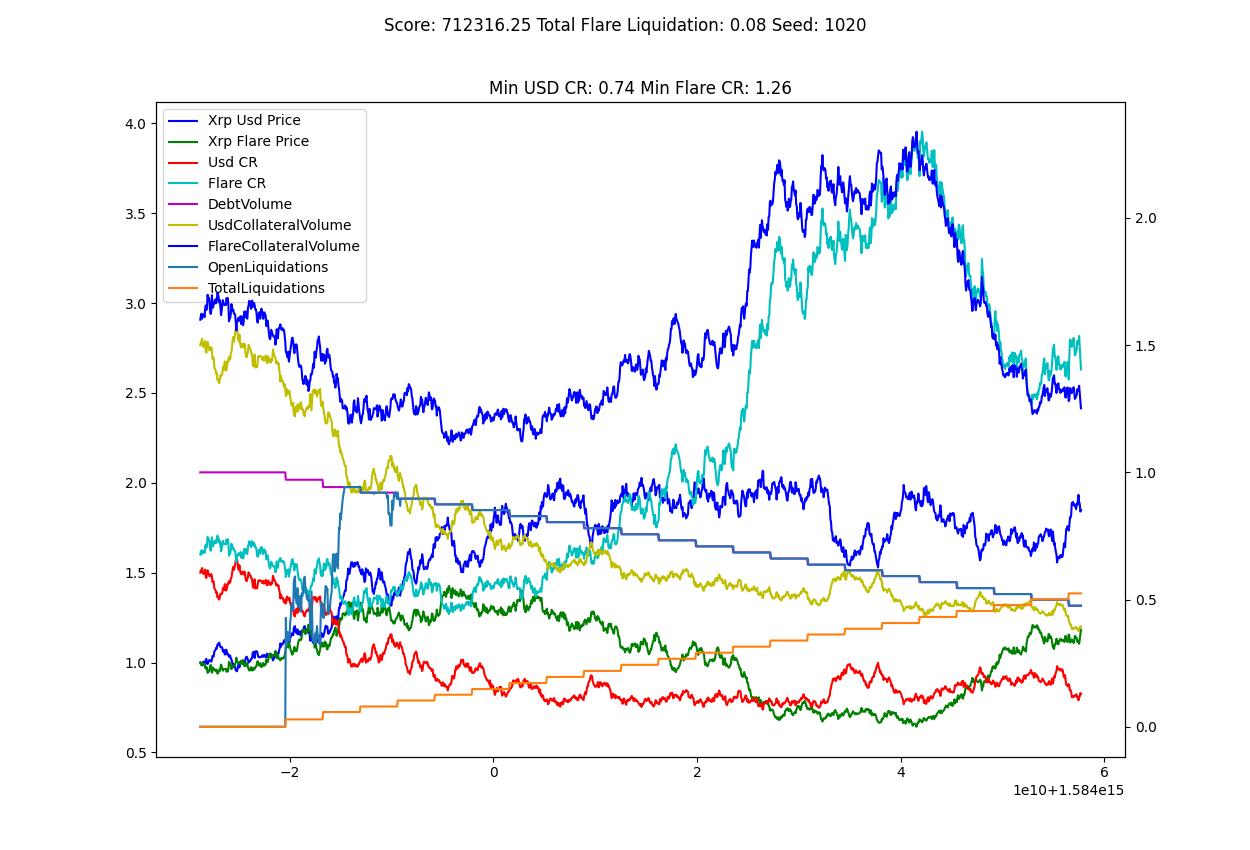 Score: 712316.25 Total Flare Liquidation: 0.08 Seed: 1020
Min USD CR: 0.74 Min Flare CR: 1.26
Xrp Usd Price
Xrp Flare Price
Usd CR
Flare CR
DebtVolume
UsdCollateralVolume
FlareCollateralVolume
OpenLiquidations
TotalLiquidations
4.0
3.5
3.0
2.5
2.0
1.5
1.0
0.5
2.0
1.5
1.0
0.5
0.0
−2 0 2 4 6
1e10+1.584e15